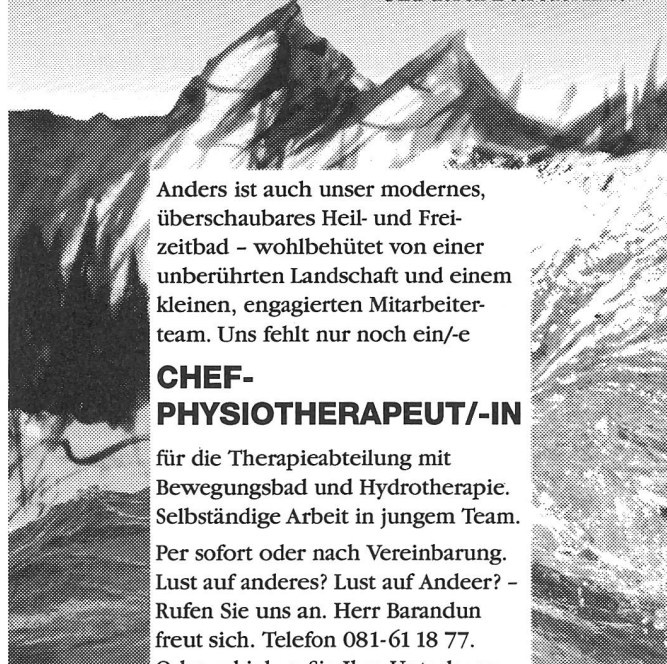 Anders ist auch unser modernes,
überschaubares Heil- und Frei-
zeitbad – wohlbehütet von einer
unberührten Landschaft und einem
kleinen, engagierten Mitarbeiter-
team. Uns fehlt nur noch ein/-e
CHEF-
PHYSIOTHERAPEUT/-IN
für die Therapieabteilung mit
Bewegungsbad und Hydrotherapie.
Selbständige Arbeit in jungem Team.
Per sofort oder nach Vereinbarung.
Lust auf anderes? Lust auf Andeer? –
Rufen Sie uns an. Herr Barandun
freut sich. Telefon 081-61 18 77.